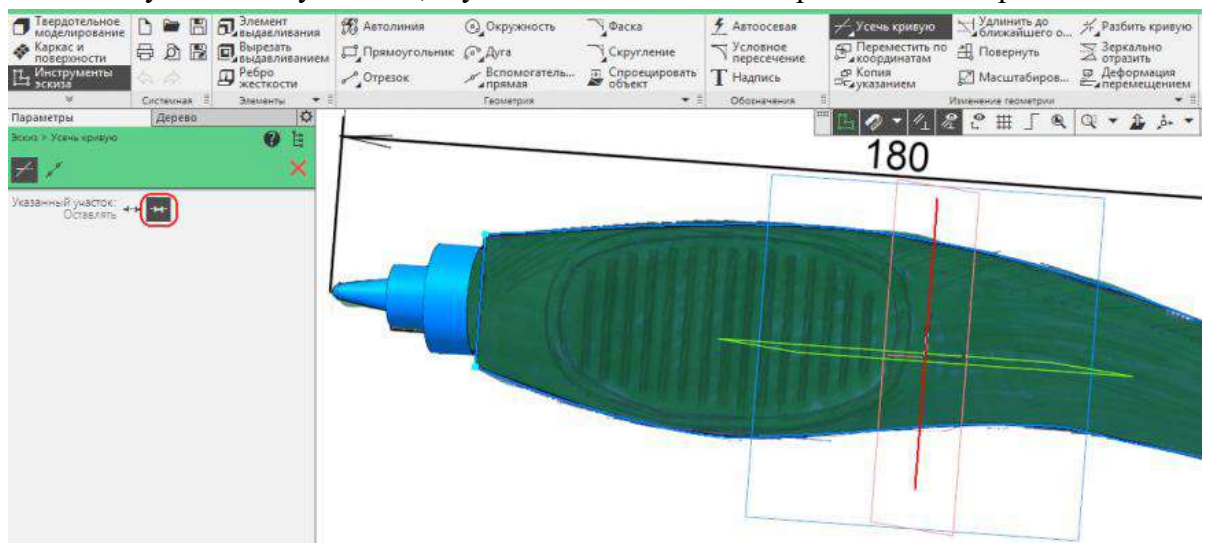 Твердотельное моделирование
Каркас и поверхности
Инструменты эскиза
Системная
Элемент выдавливания
Вырезать выдавливанием
Ребро жесткости
Элементы
Автолиния
Окружность
Фаска
Прямоугольник
Дуга
Скругление
Отрезок
Вспомогатель... прямая
Спроецировать объект
Геометрия
Автоосевая
Условное пересечение
Надпись
Обозначения
Усечь кривую
Удлинить до ближайшего о...
Разбить кривую
Переместить по координатам
Повернуть
Зеркально отразить
Копия указанием
Масштабиров...
Деформация перемещением
Изменение геометрии
Параметры
Дерево
Эскиз > Усечь кривую
Указанный участок:
Оставлять
180